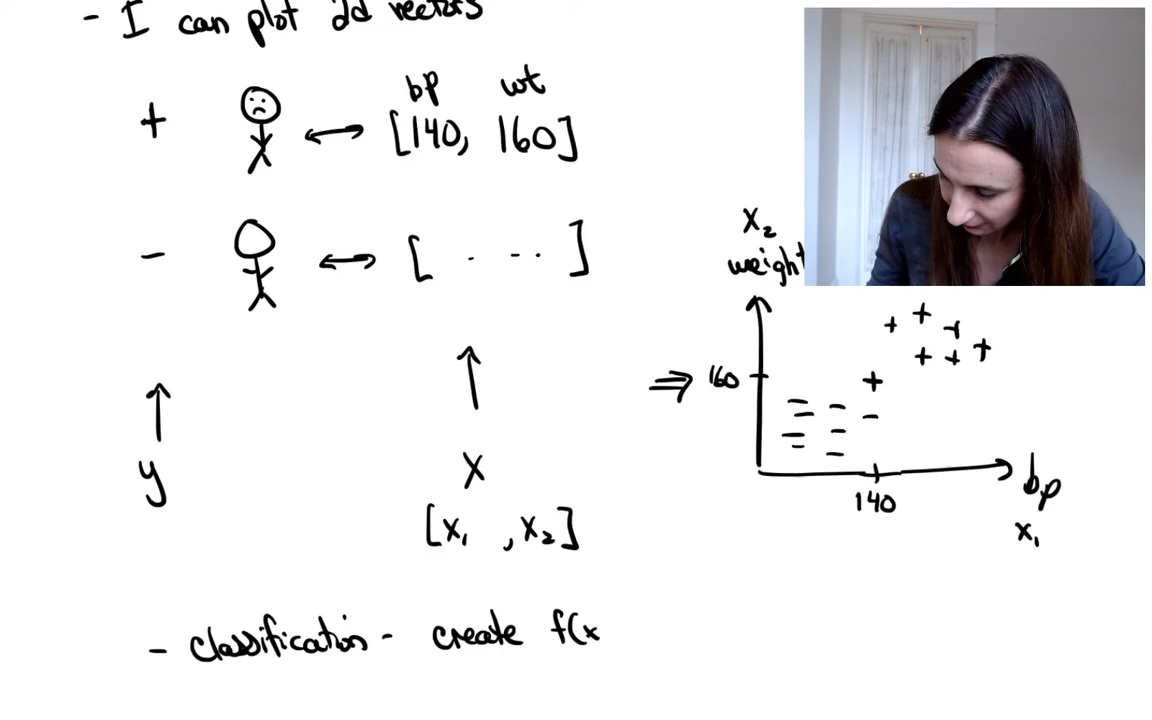 - I can plot 2d vectors
bp wt
+ [140, 160]
- [ . - .. ]
y
X
[x₁ , x₂]
X₂
weight
160
140
bp
x₁
- classification - create f(x